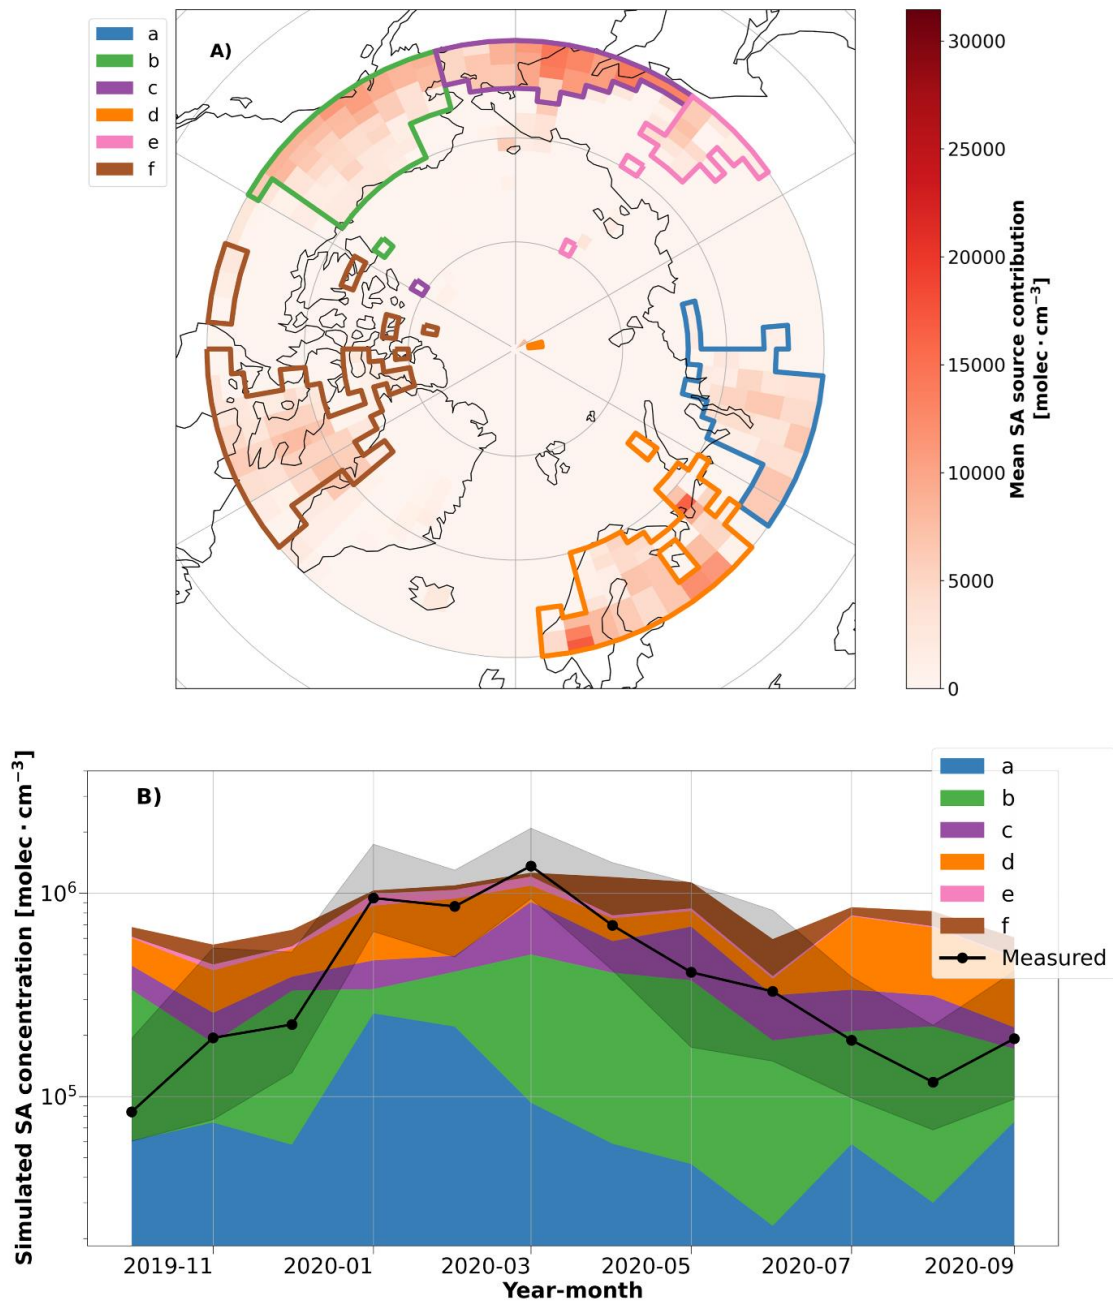 a
b
c
d
e
f
A)
30000
25000
20000
15000
10000
5000
0
Mean SA source contribution
[molec · cm⁻³]
B)
Simulated SA concentration [molec · cm⁻³]
10⁶
10⁵
a
b
c
d
e
f
Measured
2019-11 2020-01 2020-03 2020-05 2020-07 2020-09
Year-month